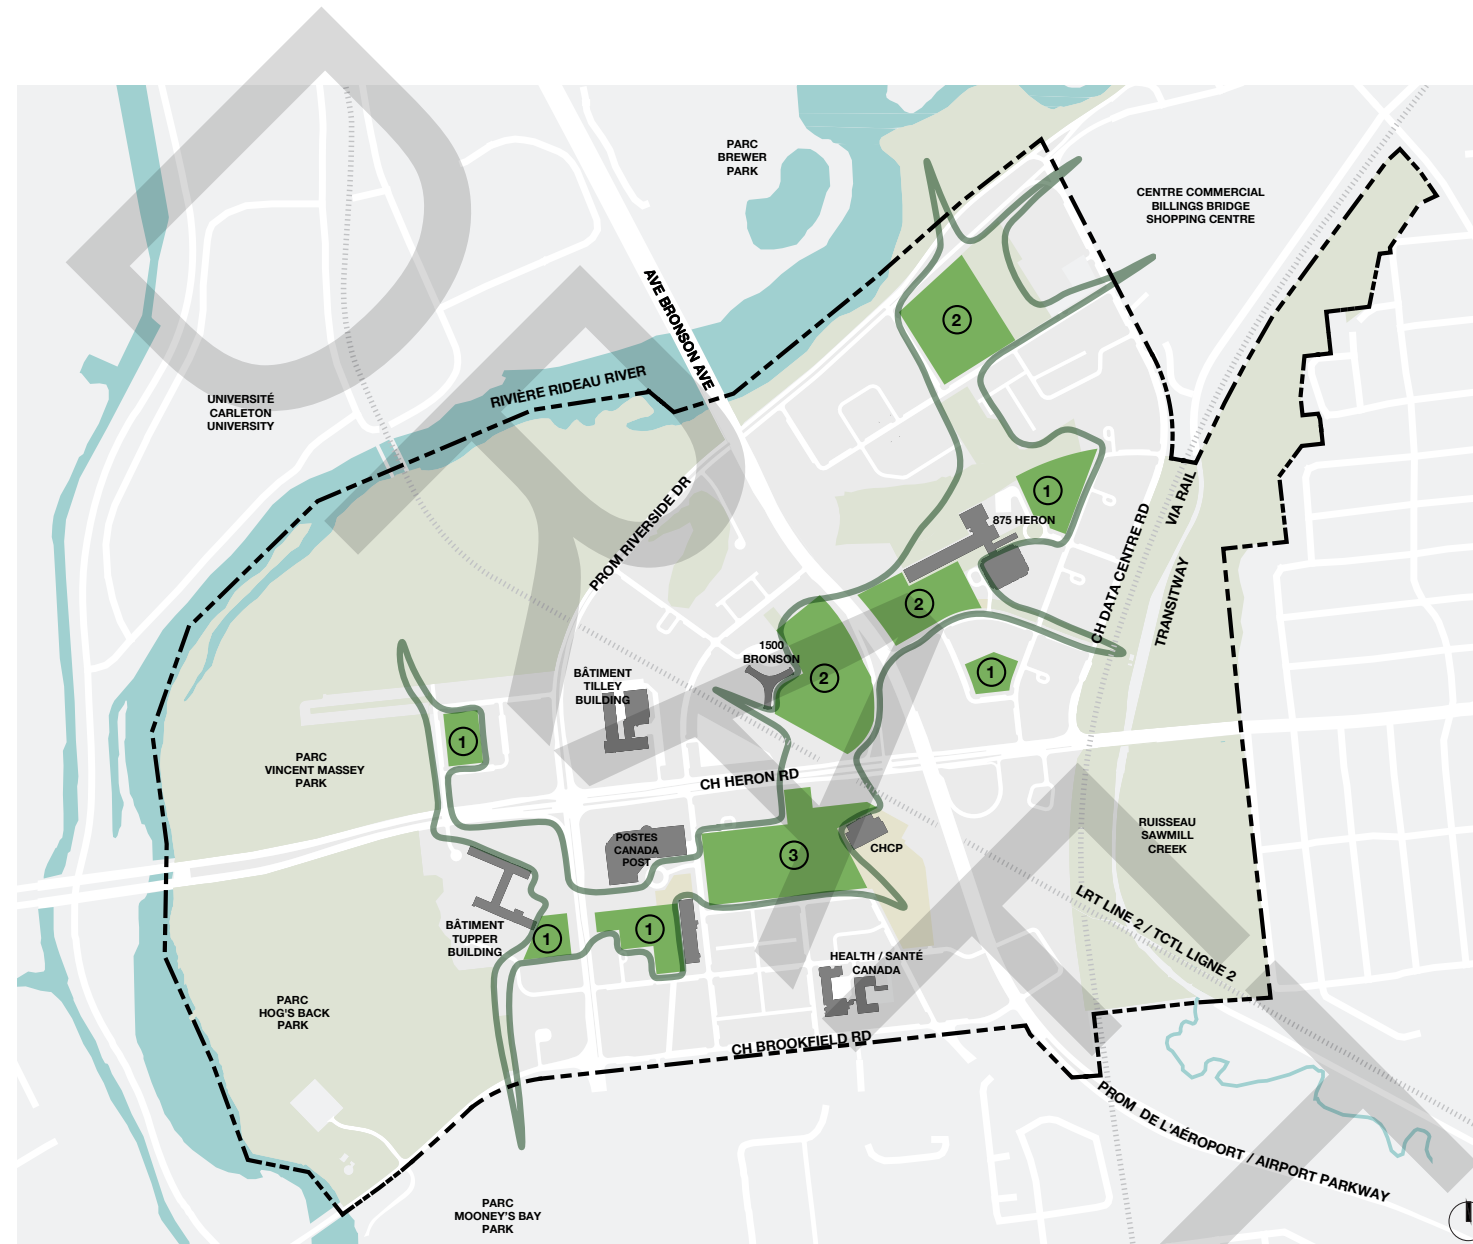 PARC
BREWER
PARK
CENTRE COMMERCIAL
BILLINGS BRIDGE
SHOPPING CENTRE
AVE BRONSON AVE
2
RIVIÈRE RIDEAU RIVER
UNIVERSITÉ
CARLETON
UNIVERSITY
PROM RIVERSIDE DR
1
875 HERON
VIA RAIL
CH DATA CENTRE RD
TRANSITWAY
2
1500
BRONSON
2
1
BÂTIMENT
TILLEY
BUILDING
1
PARC
VINCENT MASSEY
PARK
CH HERON RD
POSTES
CANADA
POST
3
CHCP
RUISSEAU
SAWMILL
CREEK
LRT LINE 2 / TCTL LIGNE 2
BÂTIMENT
TUPPER
BUILDING
1
1
HEALTH / SANTÉ
CANADA
PARC
HOG'S BACK
PARK
CH BROOKFIELD RD
PROM DE L'AÉROPORT / AIRPORT PARKWAY
PARC
MOONEY'S BAY
PARK
DRAFT